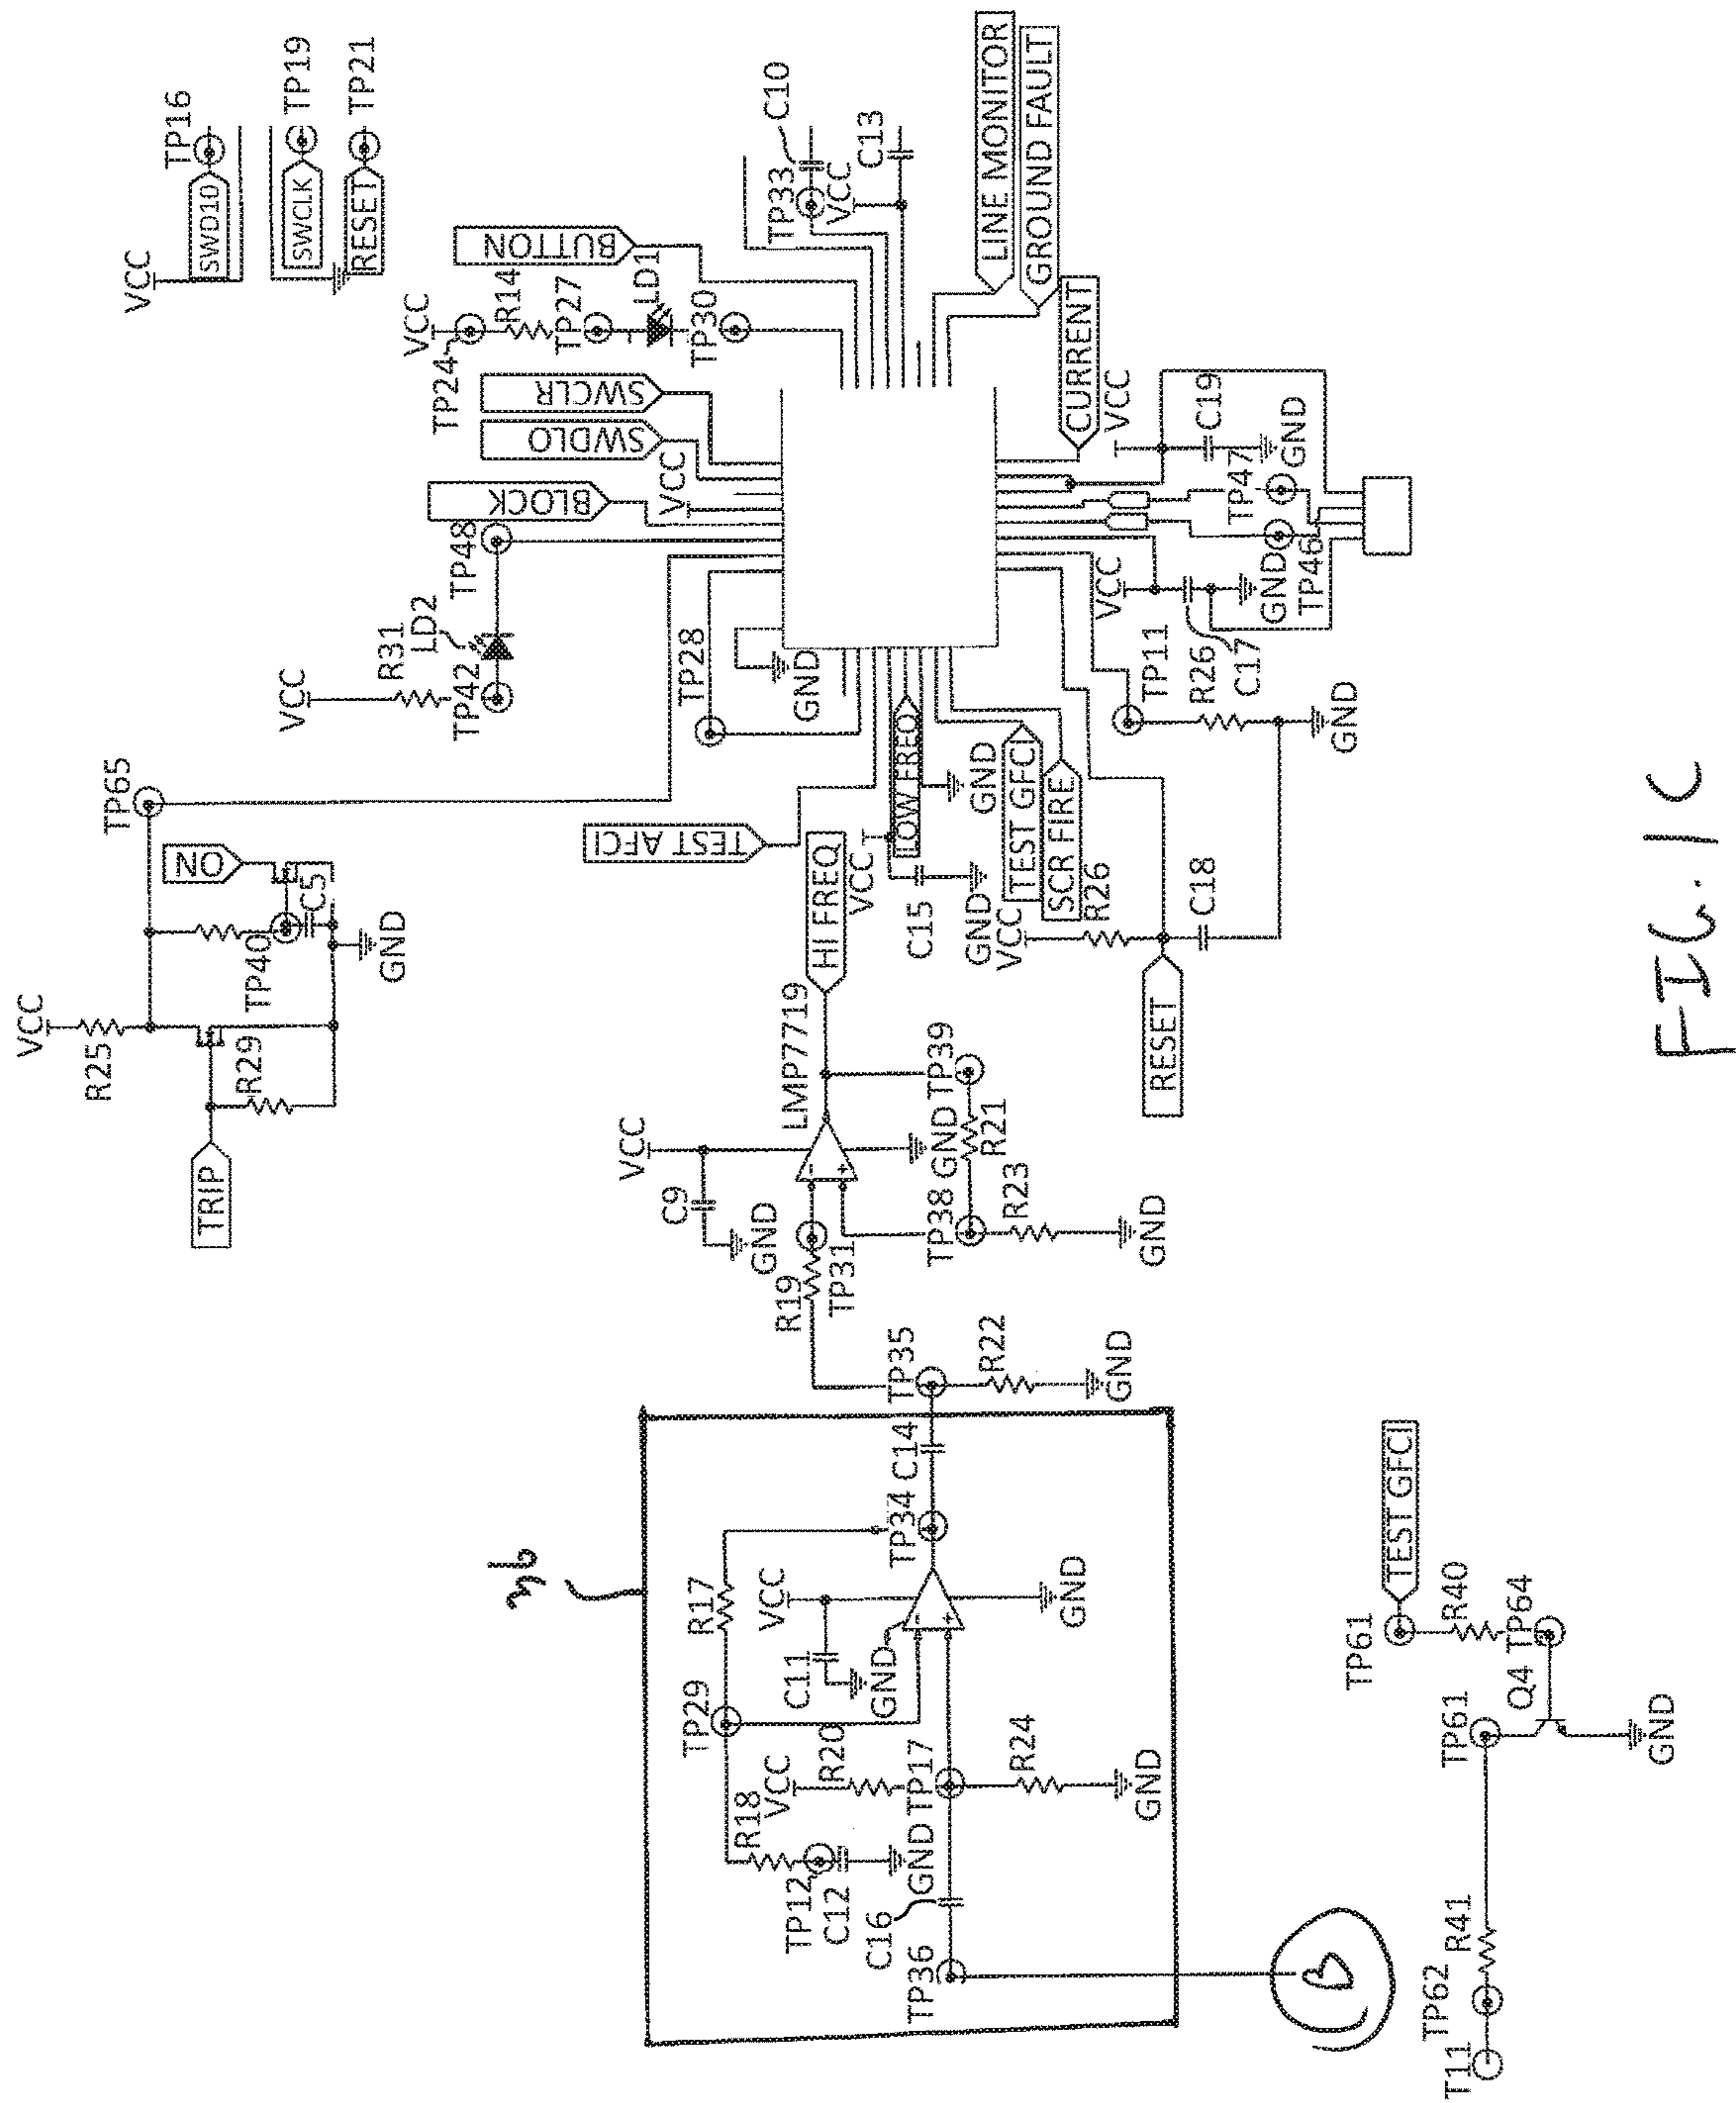 VCC
SWD10
TP16
SWCLK
TP19
RESET
TP21
VCC
R25
TP65
ON
C5
TP40
GND
R29
TRIP
VCC
R31
LD2
TP42
TP48
BLOCK
VCC
SWDLO
SWCLR
VCC
TP24
R14
TP27
LD1
TP30
BUTTON
TP33
C10
VCC
C13
LINE MONITOR
GROUND FAULT
CURRENT
TP28
GND
TEST AFCI
HI FREQ
VCC
LOW FREQ
C15
GND
GND
TEST GFCI
SCR FIRE
VCC
R26
C18
RESET
TP11
R26
GND
VCC
C17
GND
TP46
TP47
GND
VCC
C19
VCC
C9
GND
LMP7719
R19
TP31
TP38
GND
TP39
R21
R23
GND
TP35
R22
GND
R17
TP29
VCC
C11
GND
TP34
C14
GND
R18
TP12
C12
GND
VCC
R20
TP17
R24
GND
C16
TP36
TEST GFCI
TP61
R40
TP64
Q4
TP61
GND
R41
TP62
T11
FIG. 1C